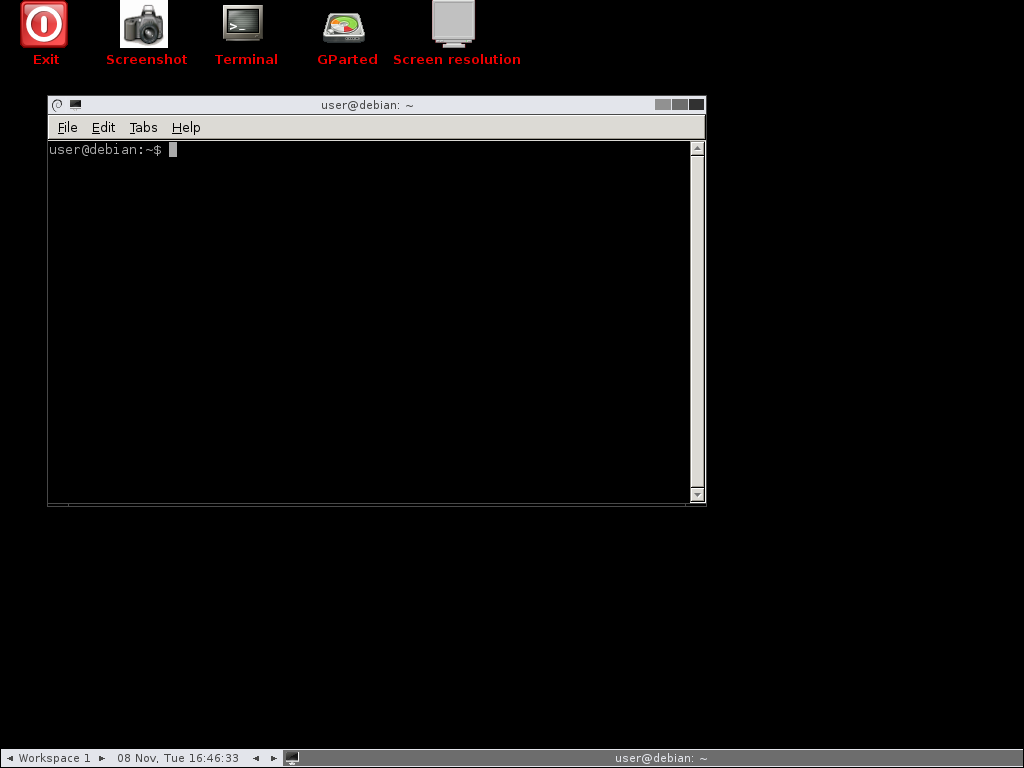 Exit
Screenshot
Terminal
GParted
Screen resolution
user@debian: ~
File Edit Tabs Help
user@debian:~$
Workspace 1 08 Nov, Tue 16:46:33 user@debian: ~